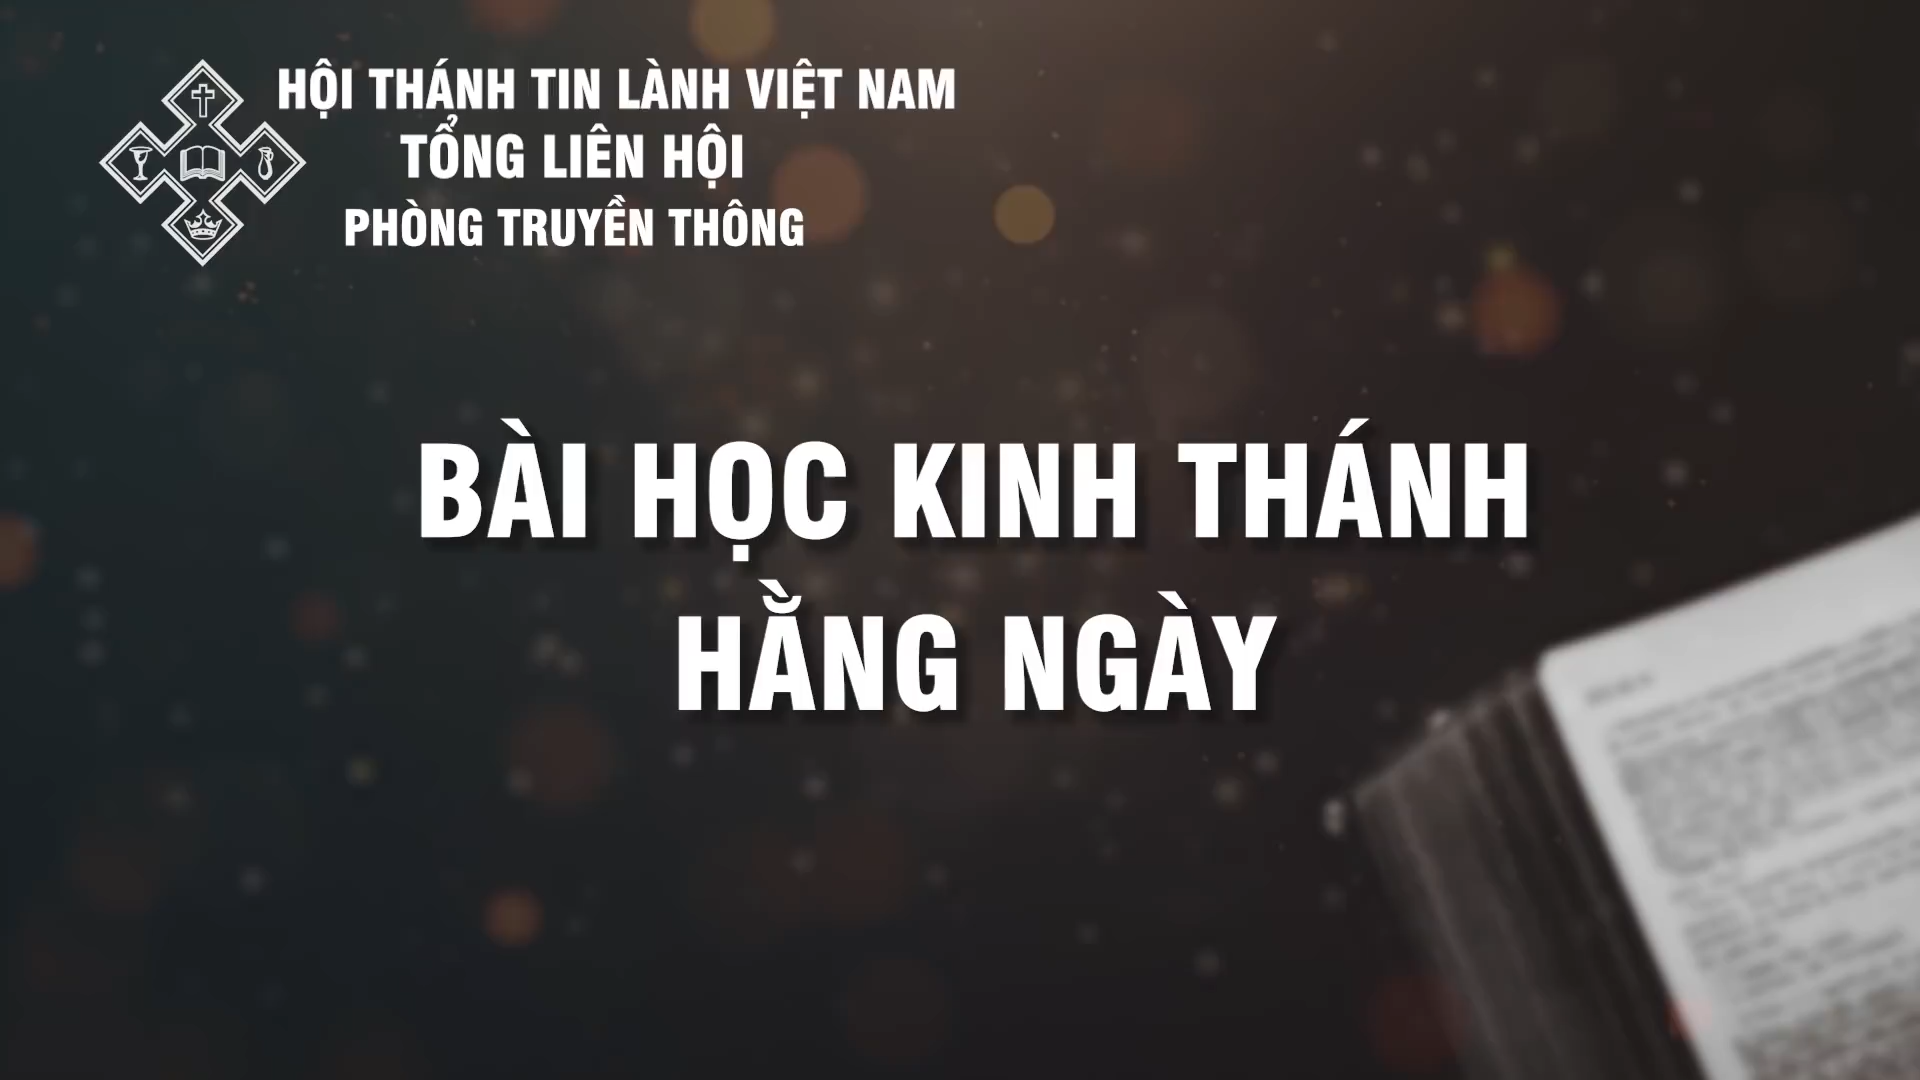 HỘI THÁNH TIN LÀNH VIỆT NAM
TỔNG LIÊN HỘI
PHÒNG TRUYỀN THÔNG
BÀI HỌC KINH THÁNH
HẰNG NGÀY